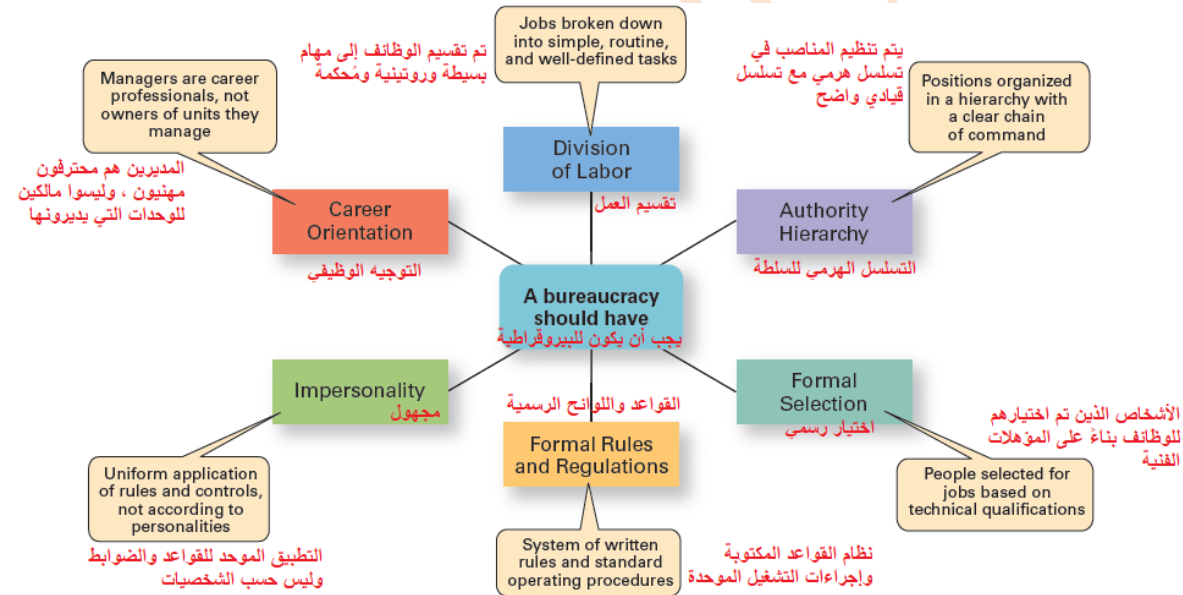 Jobs broken down
into simple, routine,
and well-defined tasks
تم تقسيم الوظائف إلى مهام
بسيطة وروتينية ومُحكمة
Division
of Labor
تقسيم العمل
يتم تنظيم المناصب في
تسلسل هرمي مع تسلسل
قيادي واضح
Positions organized
in a hierarchy with
a clear chain
of command
Authority
Hierarchy
التسلسل الهرمي للسلطة
Managers are career
professionals, not
owners of units they
manage
المديرين هم محترفون
مهنيون ، وليسوا مالكين
للوحدات التي يديرونها
Career
Orientation
التوجيه الوظيفي
A bureaucracy
should have
يجب أن يكون للبيروقراطية
Impersonality
مجهول
Uniform application
of rules and controls,
not according to
personalities
التطبيق الموحد للقواعد والضوابط
وليس حسب الشخصيات
القواعد واللوائح الرسمية
Formal Rules
and Regulations
System of written
rules and standard
operating procedures
نظام القواعد المكتوبة
وإجراءات التشغيل الموحدة
Formal
Selection
اختيار رسمي
الأشخاص الذين تم اختيارهم
للوظائف بناءً على المؤهلات
الفنية
People selected for
jobs based on
technical qualifications